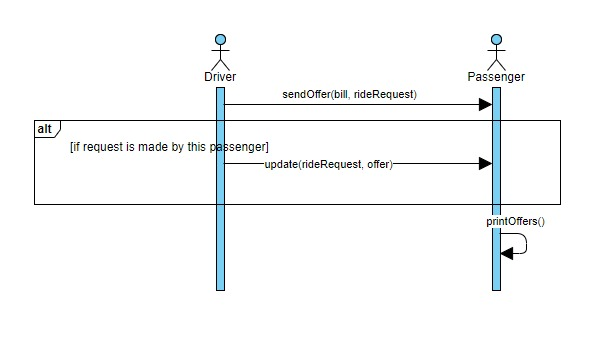 Driver
Passenger
sendOffer(bill, rideRequest)
alt
[if request is made by this passenger]
update(rideRequest, offer)
printOffers()